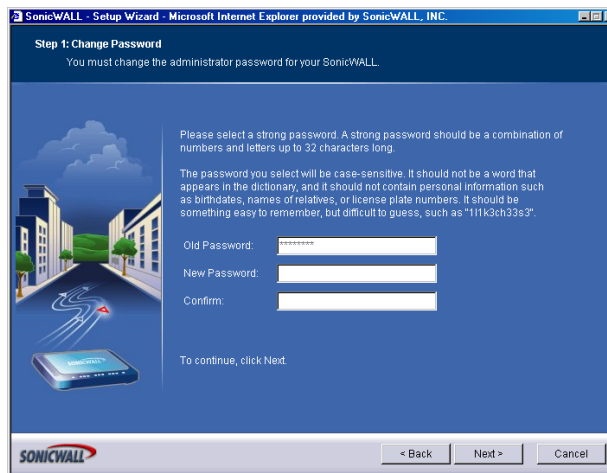 SonicWALL - Setup Wizard - Microsoft Internet Explorer provided by SonicWALL, INC.
Step 1: Change Password
You must change the administrator password for your SonicWALL.
Please select a strong password. A strong password should be a combination of
numbers and letters up to 32 characters long.
The password you select will be case-sensitive. It should not be a word that
appears in the dictionary, and it should not contain personal information such
as birthdates, names of relatives, or license plate numbers. It should be
something easy to remember, but difficult to guess, such as "1l1k3ch33s3".
Old Password: ********
New Password:
Confirm:
To continue, click Next.
SONICWALL
< Back Next > Cancel